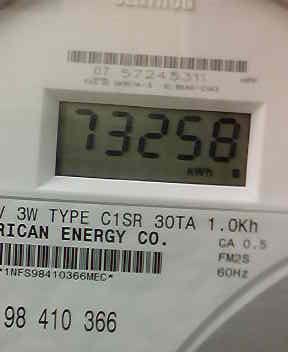 07 57245311
73258
kWh
V 3W TYPE C1SR 30TA 1.0Kh
RICAN ENERGY CO.
CA 0.5
FM2S
60Hz
*1NFS98410366MEC*
98 410 366